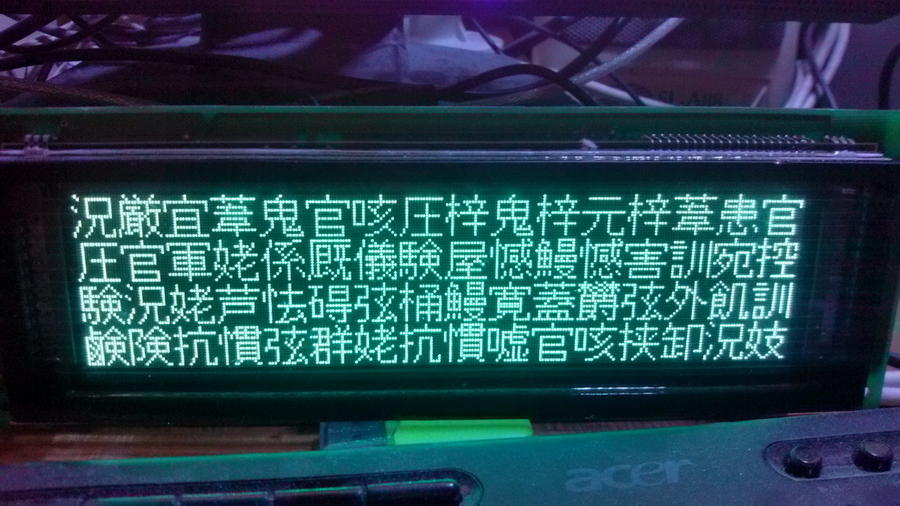 況厳宜葦鬼官咳圧梓鬼梓元梓葦患官
圧官軍姥係厩儀験屋憾鰻憾害訓宛控
験況姥芦怯碍弦桶鰻寛蓋爵弦外飢訓
鹸険抗慣弦群姥抗慣嘘官咳挟卸況妓
acer